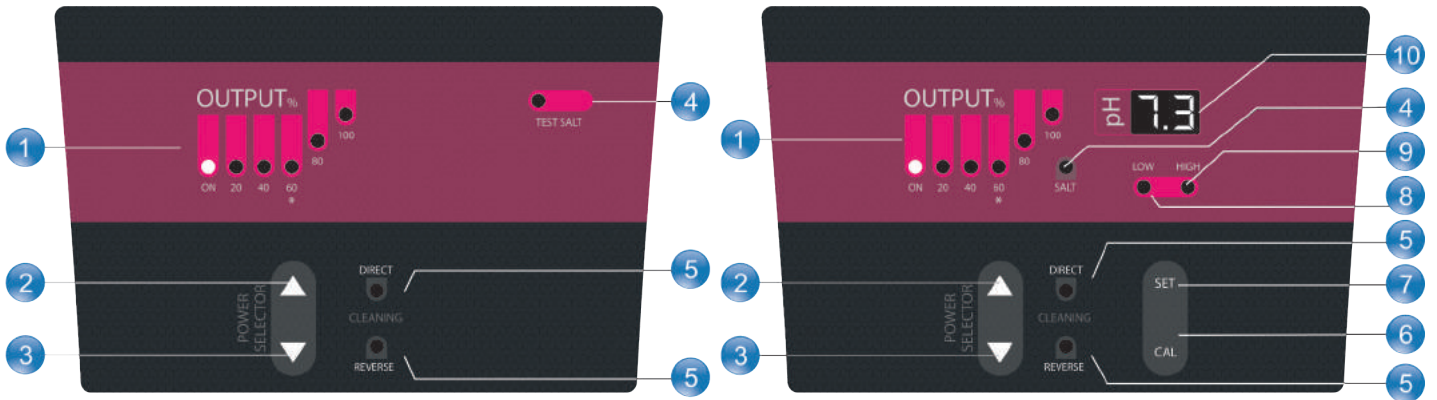 OUTPUT%
100
80
ON 20 40 60
*
TEST SALT
4
1
DIRECT
CLEANING
REVERSE
POWER
SELECTOR
2
3
5
5
OUTPUT%
100
80
ON 20 40 60
*
SALT
pH 7.3
LOW HIGH
1
10
4
9
8
DIRECT
CLEANING
REVERSE
POWER
SELECTOR
SET
CAL
2
3
5
7
6
5